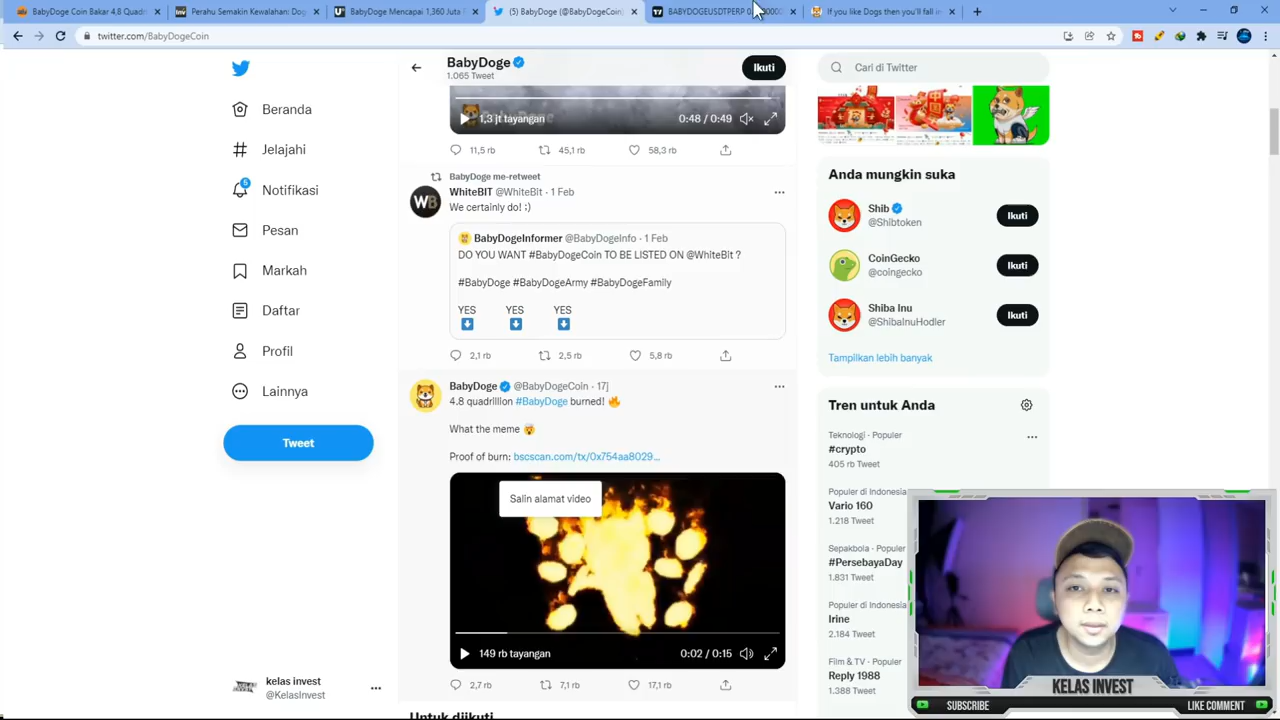 BabyDoge Coin Bakar 4.8 Quadr
Perahu Semakin Kewalahan: Dog
BabyDoge Mencapai 1,360 Juta F
(5) BabyDoge (@BabyDogeCoin)
BABYDOGEUSDTPERP
If you like Dogs then you'll fall in
twitter.com/BabyDogeCoin
BabyDoge
1.065 Tweet
Ikuti
Cari di Twitter
Beranda
Jelajahi
5
Notifikasi
Pesan
Markah
Daftar
Profil
Lainnya
Tweet
kelas invest
@KelasInvest
1,3 jt tayangan
0:48 / 0:49
11,5 rb
45,1 rb
58,3 rb
BabyDoge me-retweet
WB
WhiteBIT @WhiteBit · 1 Feb
We certainly do! ;)
BabyDogeInformer @BabyDogeInfo · 1 Feb
DO YOU WANT #BabyDogeCoin TO BE LISTED ON @WhiteBit ?
#BabyDoge #BabyDogeArmy #BabyDogeFamily
YES YES YES
2,1 rb
2,5 rb
5,8 rb
BabyDoge @BabyDogeCoin · 17j
4.8 quadrillion #BabyDoge burned! 🔥
What the meme 🤯
Proof of burn: bscscan.com/tx/0x754aa8029...
Salin alamat video
149 rb tayangan
0:02 / 0:15
2,7 rb
7,1 rb
17,1 rb
Untuk diikuti
Anda mungkin suka
Shib
@Shibtoken
Ikuti
CoinGecko
@coingecko
Ikuti
Shiba Inu
@ShibaInuHodler
Ikuti
Tampilkan lebih banyak
Tren untuk Anda
Teknologi · Populer
#crypto
405 rb Tweet
Populer di Indonesia
Vario 160
1.218 Tweet
Sepakbola · Populer
#PersebayaDay
1.831 Tweet
Populer di Indonesia
Irine
2.184 Tweet
Film & TV · Populer
Reply 1988
1.388 Tweet
KELAS INVEST
SUBSCRIBE
LIKE COMMENT